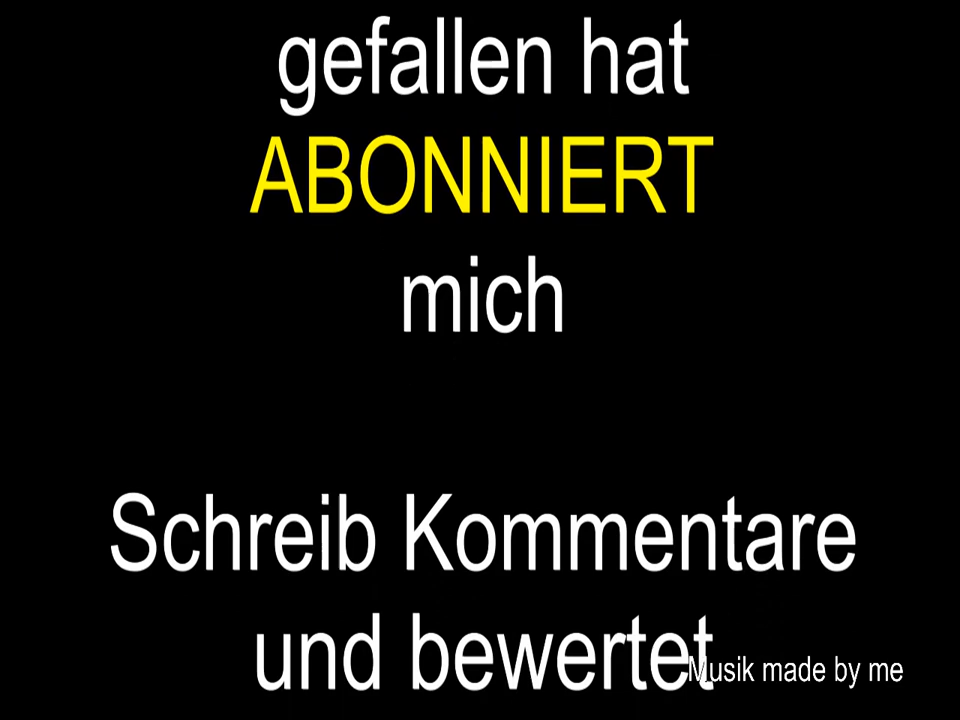 gefallen hat
ABONNIERT
mich
Schreib Kommentare
und bewertet
Musik made by me